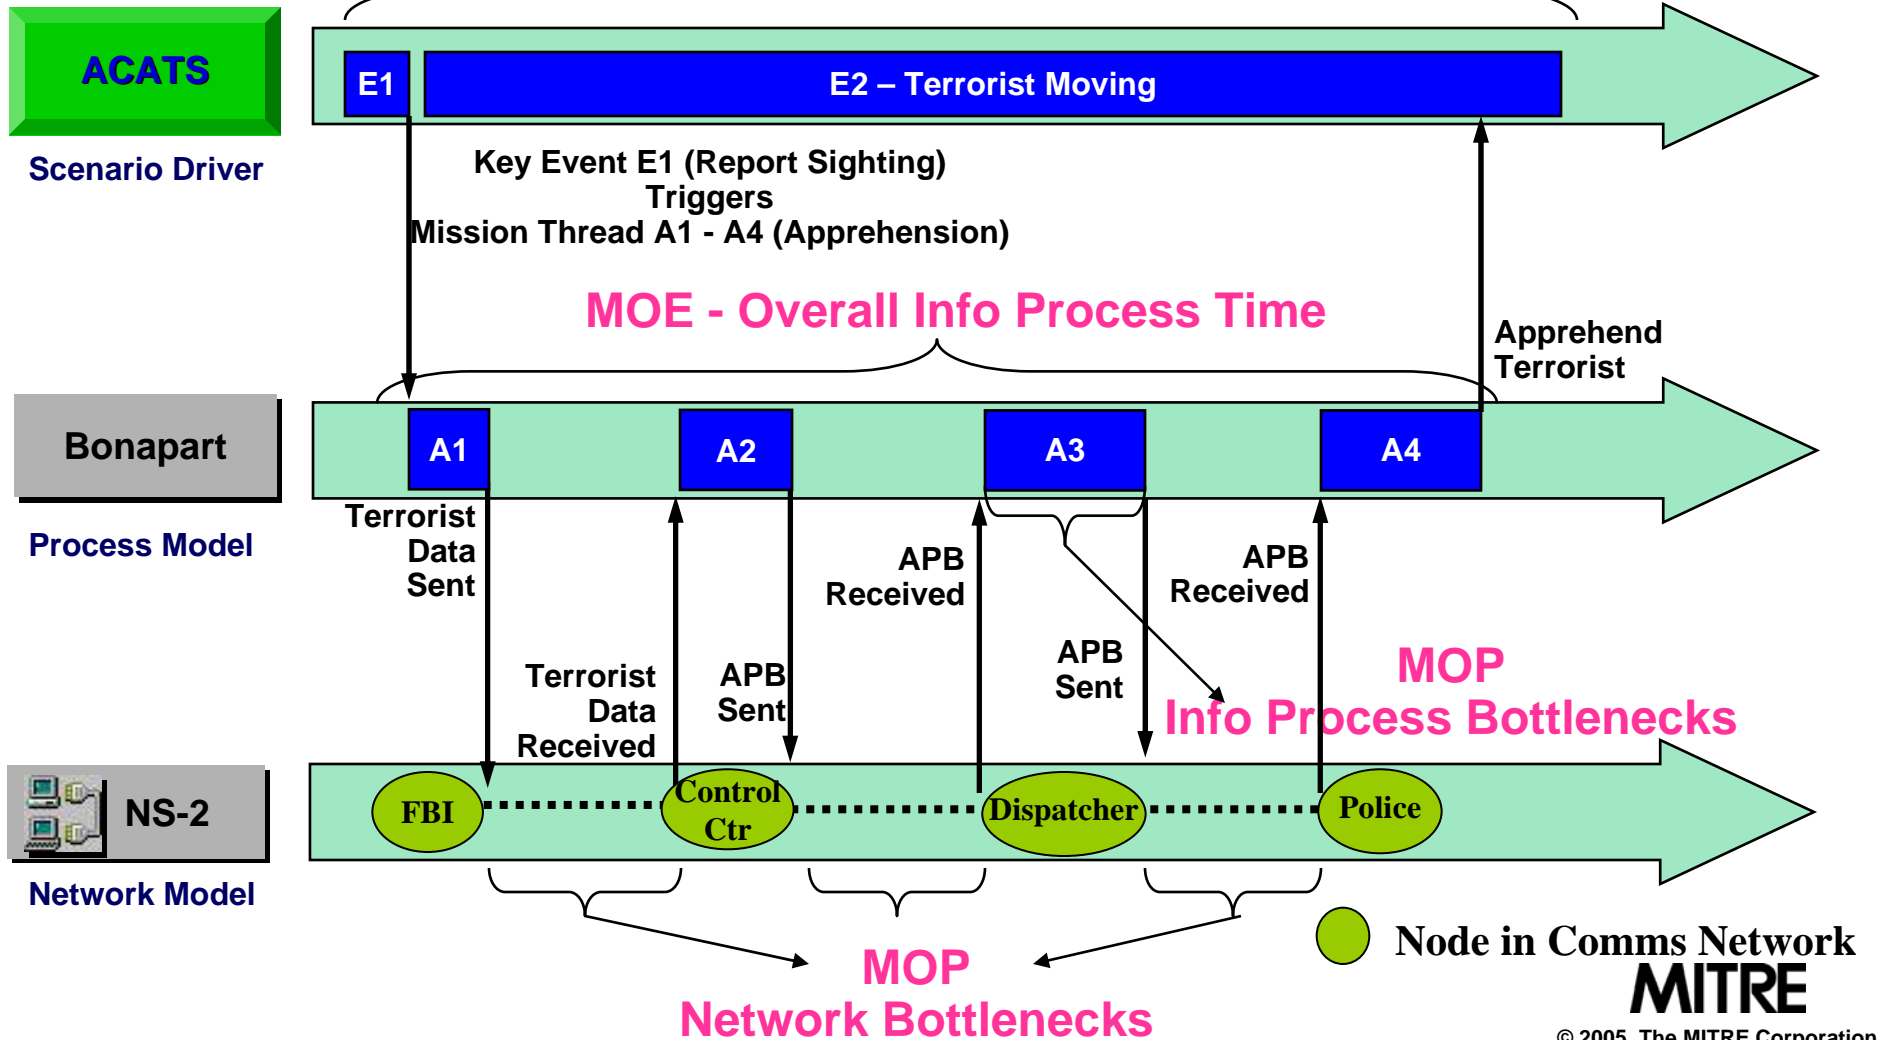 ACATS
E1
E2 – Terrorist Moving
Scenario Driver
Key Event E1 (Report Sighting)
Triggers
Mission Thread A1 - A4 (Apprehension)
MOE - Overall Info Process Time
Apprehend
Terrorist
Bonapart
A1
A2
A3
A4
Process Model
Terrorist
Data
Sent
Terrorist
Data
Received
APB
Sent
APB
Received
APB
Sent
APB
Received
MOP
Info Process Bottlenecks
NS-2
FBI
Control
Ctr
Dispatcher
Police
Network Model
MOP
Network Bottlenecks
Node in Comms Network
MITRE
© 2005 The MITRE Corporation